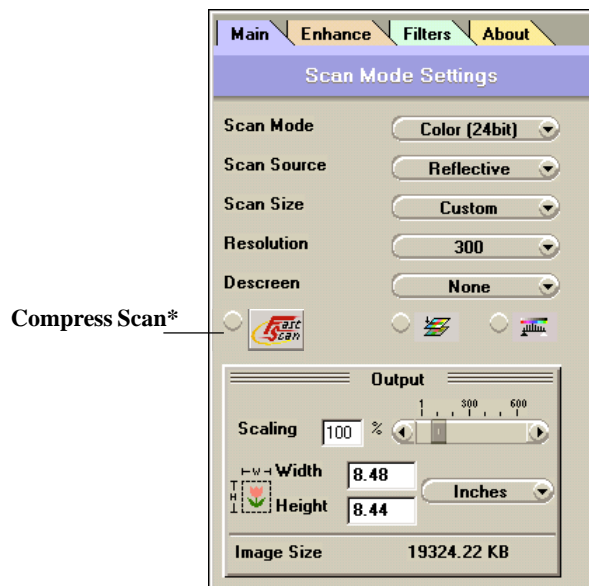 Main Enhance Filters About
Scan Mode Settings
Scan Mode Color (24bit)
Scan Source Reflective
Scan Size Custom
Resolution 300
Descreen None
Compress Scan*
Fast Scan
Output
1 300 600
Scaling 100 %
W Width 8.48
Inches
H Height 8.44
Image Size 19324.22 KB